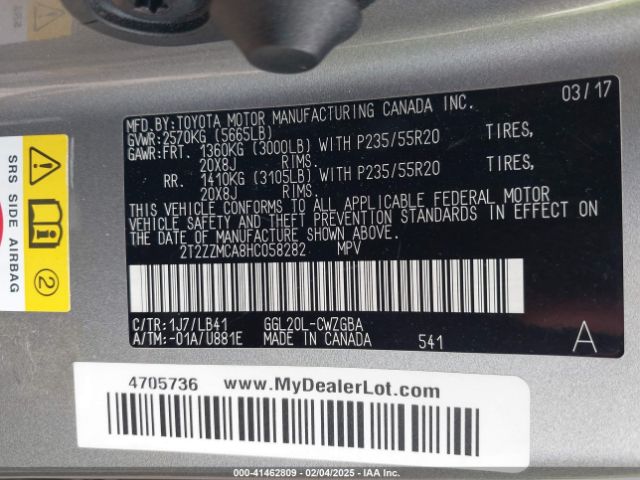 MFD.BY:TOYOTA MOTOR MANUFACTURING CANADA INC. 03/17
GVWR:2570KG (5665LB)
GAWR:FRT. 1360KG (3000LB) WITH P235/55R20 TIRES,
20X8J RIMS.
RR. 1410KG (3105LB) WITH P235/55R20 TIRES,
20X8J RIMS.
THIS VEHICLE CONFORMS TO ALL APPLICABLE FEDERAL MOTOR
VEHICLE SAFETY AND THEFT PREVENTION STANDARDS IN EFFECT ON
THE DATE OF MANUFACTURE SHOWN ABOVE.
2T2ZZMCA8HC058282 MPV
C/TR:1J7/LB41 GGL20L-CWZGBA
A/TM:-01A/U881E MADE IN CANADA 541 A
SRS SIDE AIRBAG
2
4705736 www.MyDealerLot.com
000-41462809 - 02/04/2025 - IAA Inc.